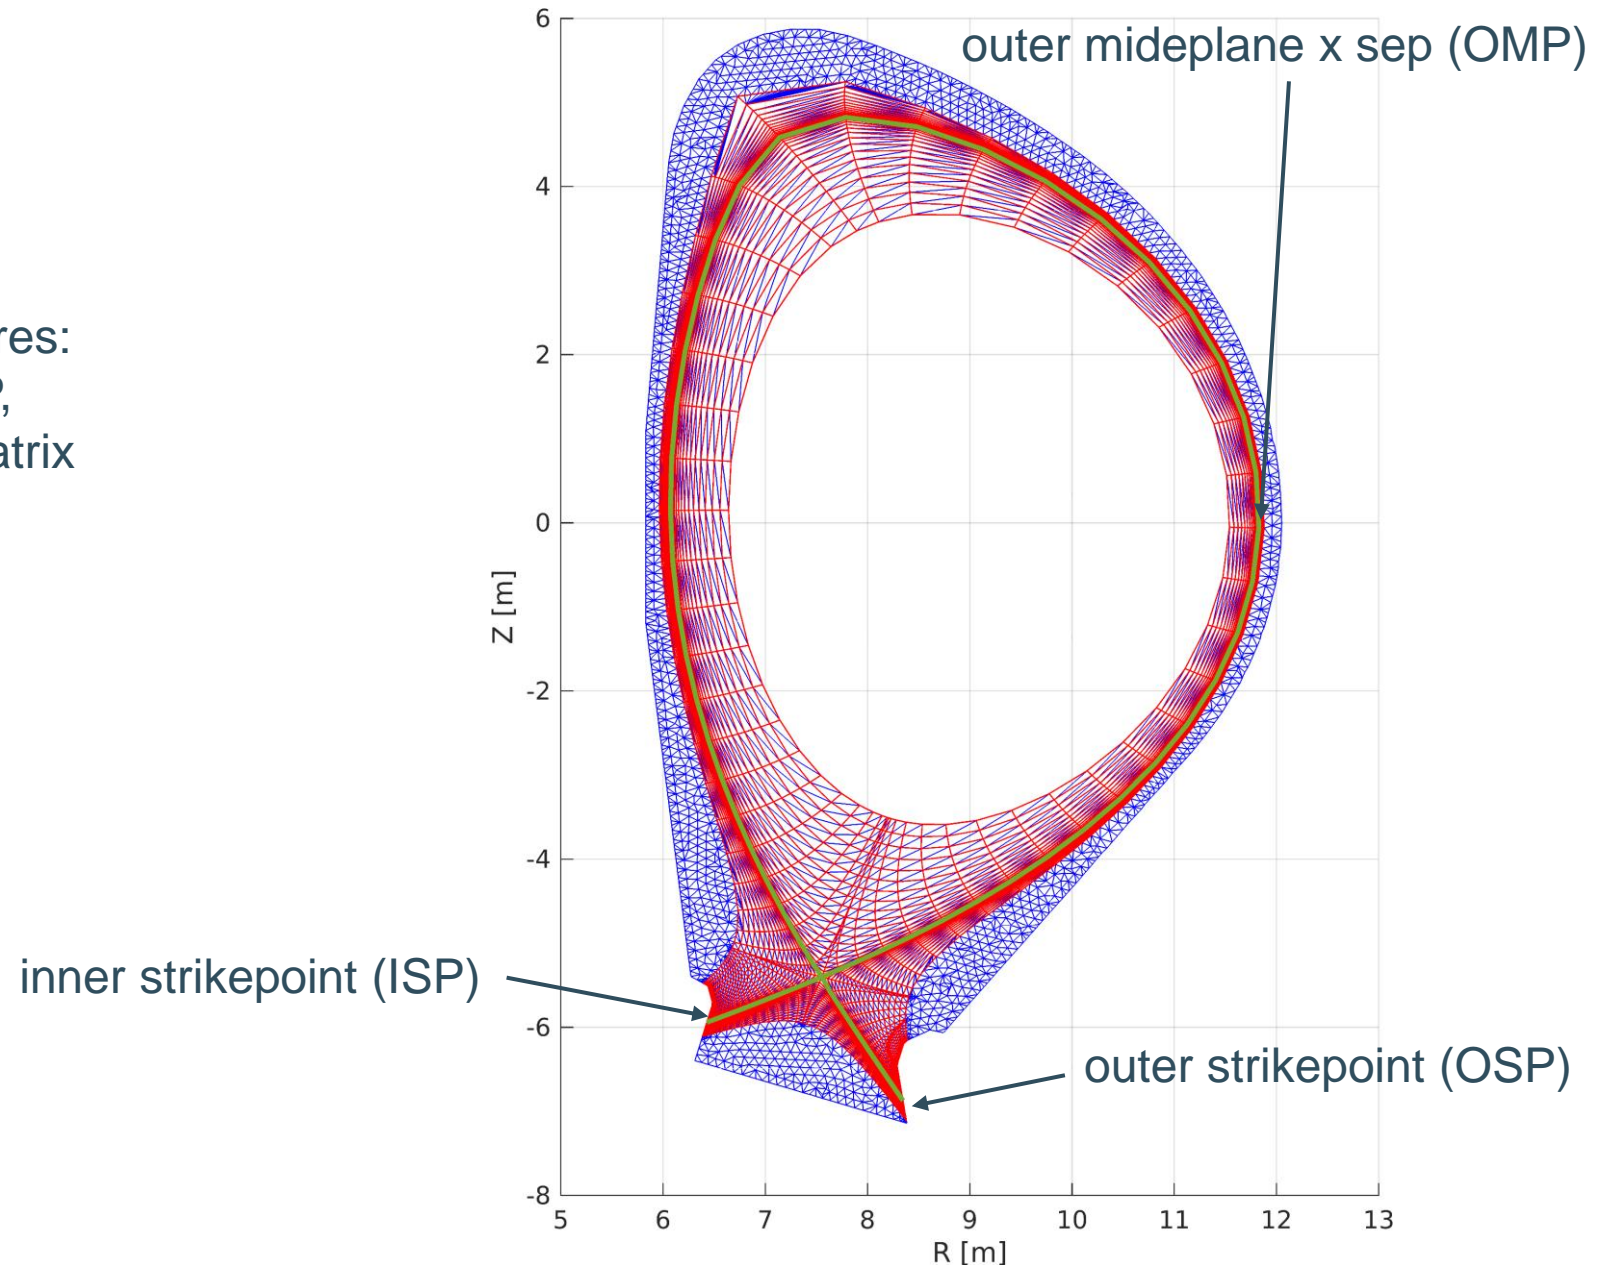 outer mideplane x sep (OMP)
res:
atrix
inner strikepoint (ISP)
outer strikepoint (OSP)
Z [m]
6
4
2
0
-2
-4
-6
-8
5 6 7 8 9 10 11 12 13
R [m]